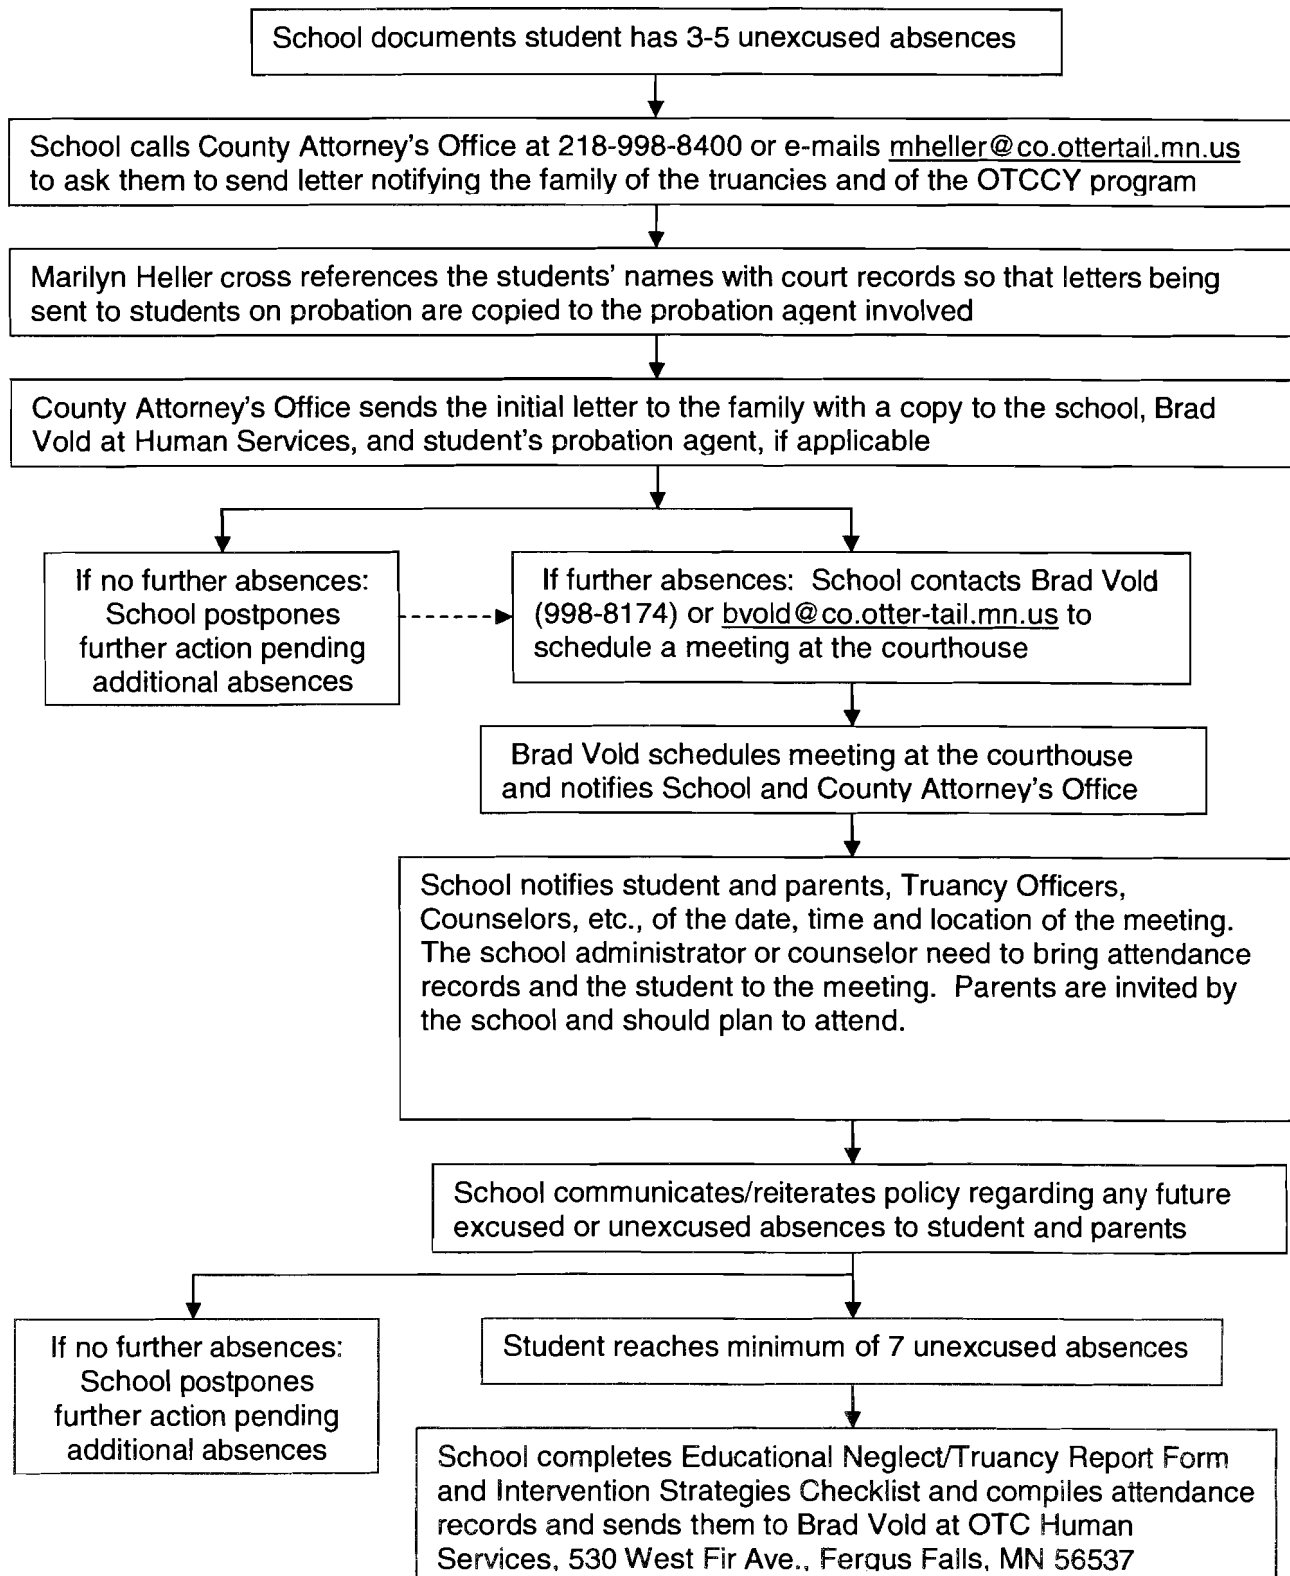 School documents student has 3-5 unexcused absences
School calls County Attorney's Office at 218-998-8400 or e-mails mheller@co.ottertail.mn.us
to ask them to send letter notifying the family of the truancies and of the OTCCY program
Marilyn Heller cross references the students' names with court records so that letters being
sent to students on probation are copied to the probation agent involved
County Attorney's Office sends the initial letter to the family with a copy to the school, Brad
Vold at Human Services, and student's probation agent, if applicable
If no further absences:
School postpones
further action pending
additional absences
If further absences: School contacts Brad Vold
(998-8174) or bvold@co.otter-tail.mn.us to
schedule a meeting at the courthouse
Brad Vold schedules meeting at the courthouse
and notifies School and County Attorney's Office
School notifies student and parents, Truancy Officers,
Counselors, etc., of the date, time and location of the meeting.
The school administrator or counselor need to bring attendance
records and the student to the meeting. Parents are invited by
the school and should plan to attend.
School communicates/reiterates policy regarding any future
excused or unexcused absences to student and parents
If no further absences:
School postpones
further action pending
additional absences
Student reaches minimum of 7 unexcused absences
School completes Educational Neglect/Truancy Report Form
and Intervention Strategies Checklist and compiles attendance
records and sends them to Brad Vold at OTC Human
Services, 530 West Fir Ave., Fergus Falls, MN 56537